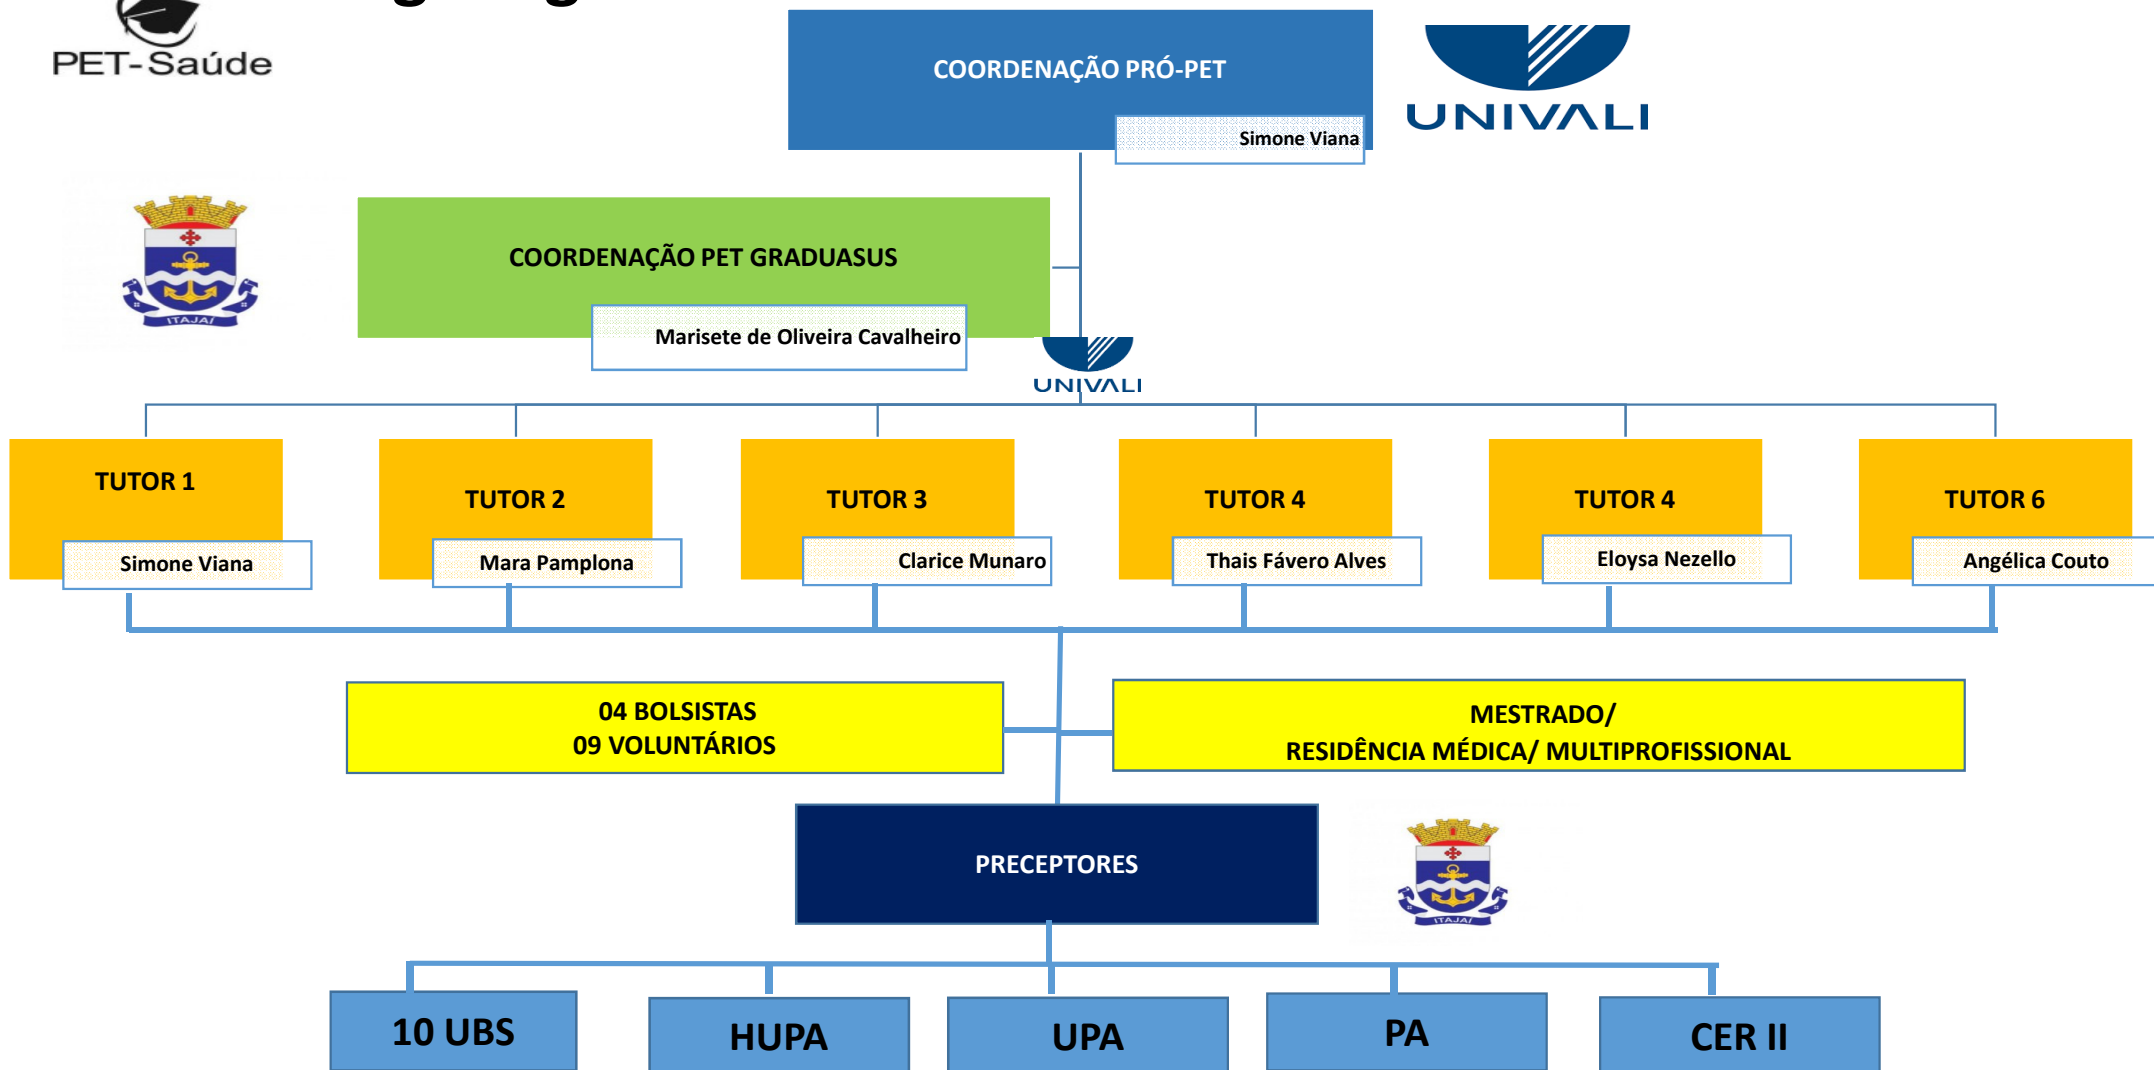 PET-Saúde
COORDENAÇÃO PRÓ-PET
Simone Viana
UNIVALI
ITAJAÍ
COORDENAÇÃO PET GRADUASUS
Marisete de Oliveira Cavalheiro
UNIVALI
TUTOR 1
Simone Viana
TUTOR 2
Mara Pamplona
TUTOR 3
Clarice Munaro
TUTOR 4
Thais Fávero Alves
TUTOR 4
Eloysa Nezello
TUTOR 6
Angélica Couto
04 BOLSISTAS
09 VOLUNTÁRIOS
MESTRADO/
RESIDÊNCIA MÉDICA/ MULTIPROFISSIONAL
PRECEPTORES
ITAJAÍ
10 UBS
HUPA
UPA
PA
CER II